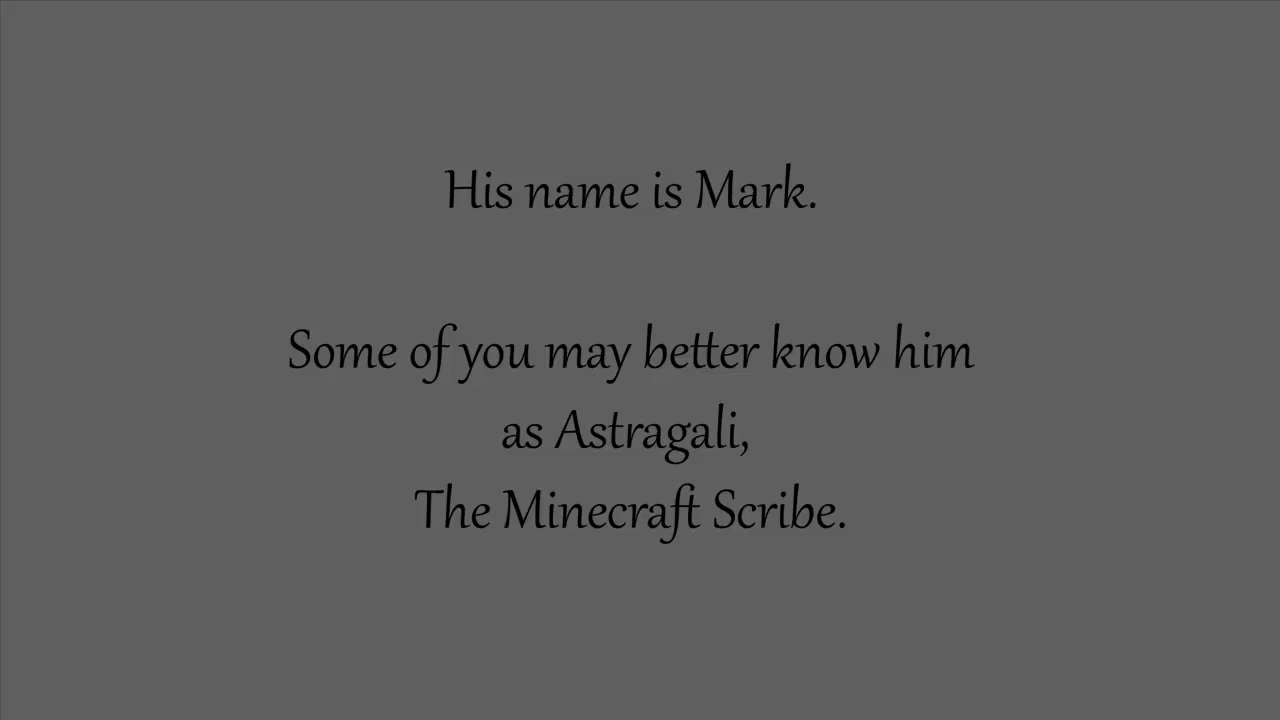 His name is Mark.
Some of you may better know him
as Astragali,
The Minecraft Scribe.